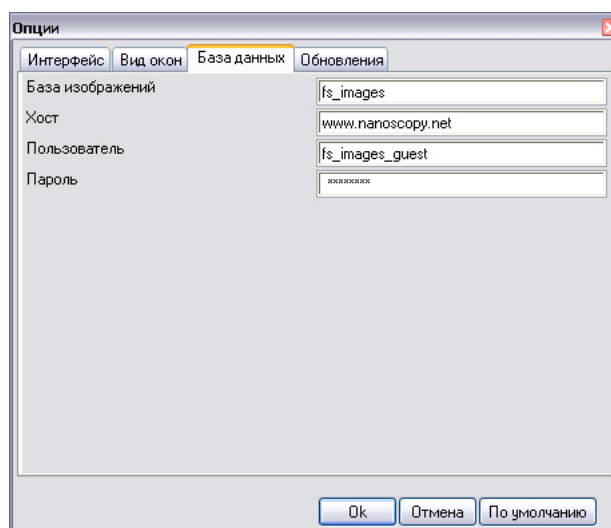 Опции
Интерфейс Вид окон База данных Обновления
База изображений fs_images
Хост www.nanoscopy.net
Пользователь fs_images_guest
Пароль ********
Ok Отмена По умолчанию